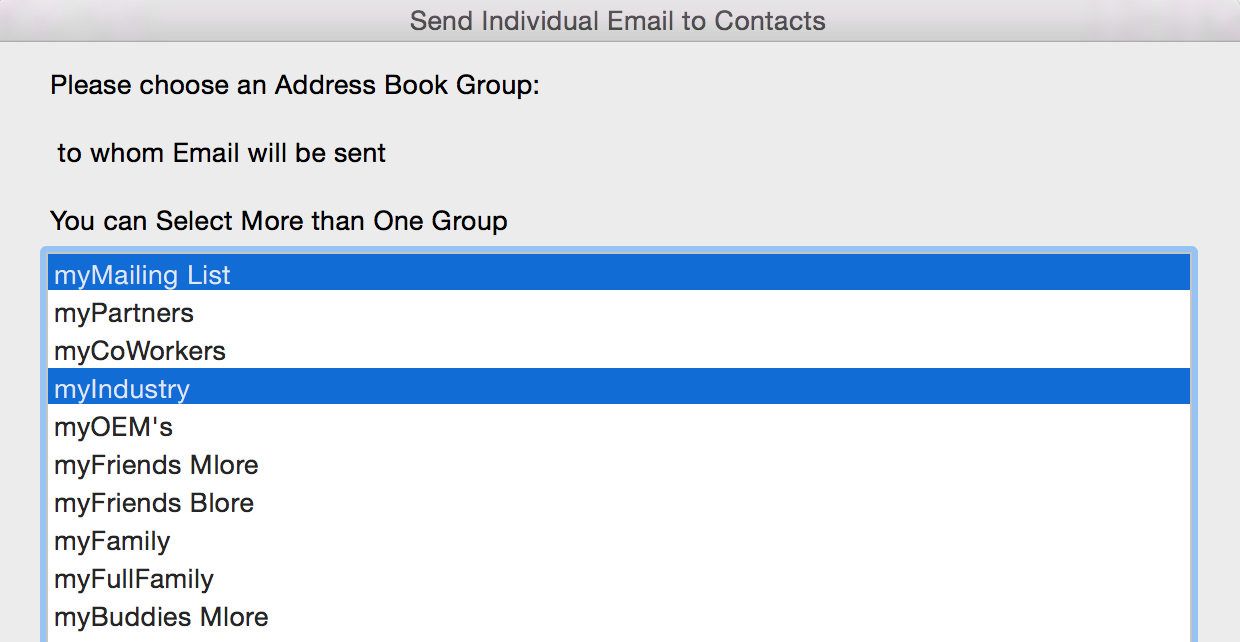 Send Individual Email to Contacts
Please choose an Address Book Group:
to whom Email will be sent
You can Select More than One Group
myMailing List
myPartners
myCoWorkers
myIndustry
myOEM's
myFriends Mlore
myFriends Blore
myFamily
myFullFamily
myBuddies Mlore